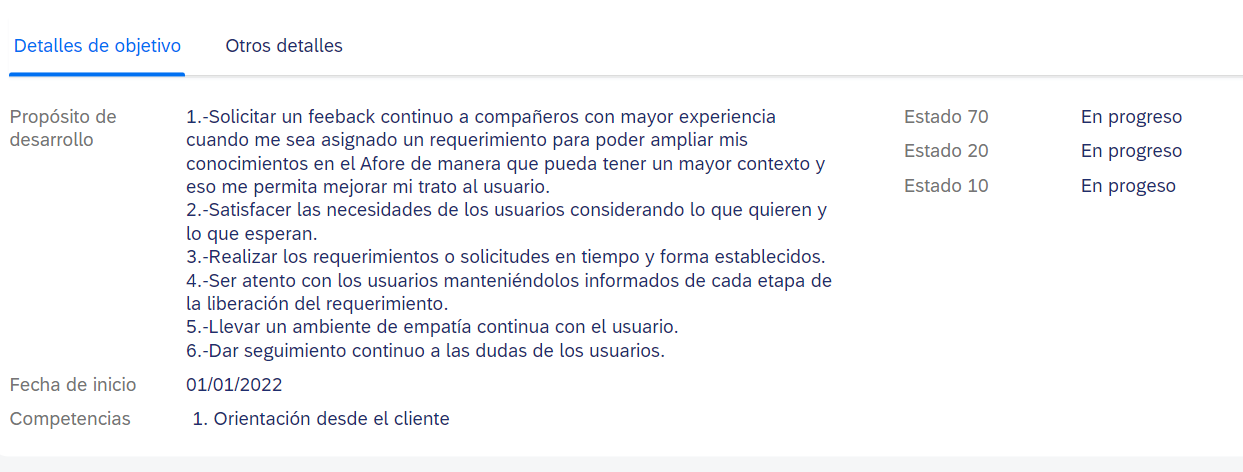 Detalles de objetivo
Otros detalles
Propósito de
desarrollo
1.-Solicitar un feeback continuo a compañeros con mayor experiencia
cuando me sea asignado un requerimiento para poder ampliar mis
conocimientos en el Afore de manera que pueda tener un mayor contexto y
eso me permita mejorar mi trato al usuario.
2.-Satisfacer las necesidades de los usuarios considerando lo que quieren y
lo que esperan.
3.-Realizar los requerimientos o solicitudes en tiempo y forma establecidos.
4.-Ser atento con los usuarios manteniéndolos informados de cada etapa de
la liberación del requerimiento.
5.-Llevar un ambiente de empatía continua con el usuario.
6.-Dar seguimiento continuo a las dudas de los usuarios.
Fecha de inicio
01/01/2022
Competencias
1. Orientación desde el cliente
Estado 70
En progreso
Estado 20
En progreso
Estado 10
En progeso